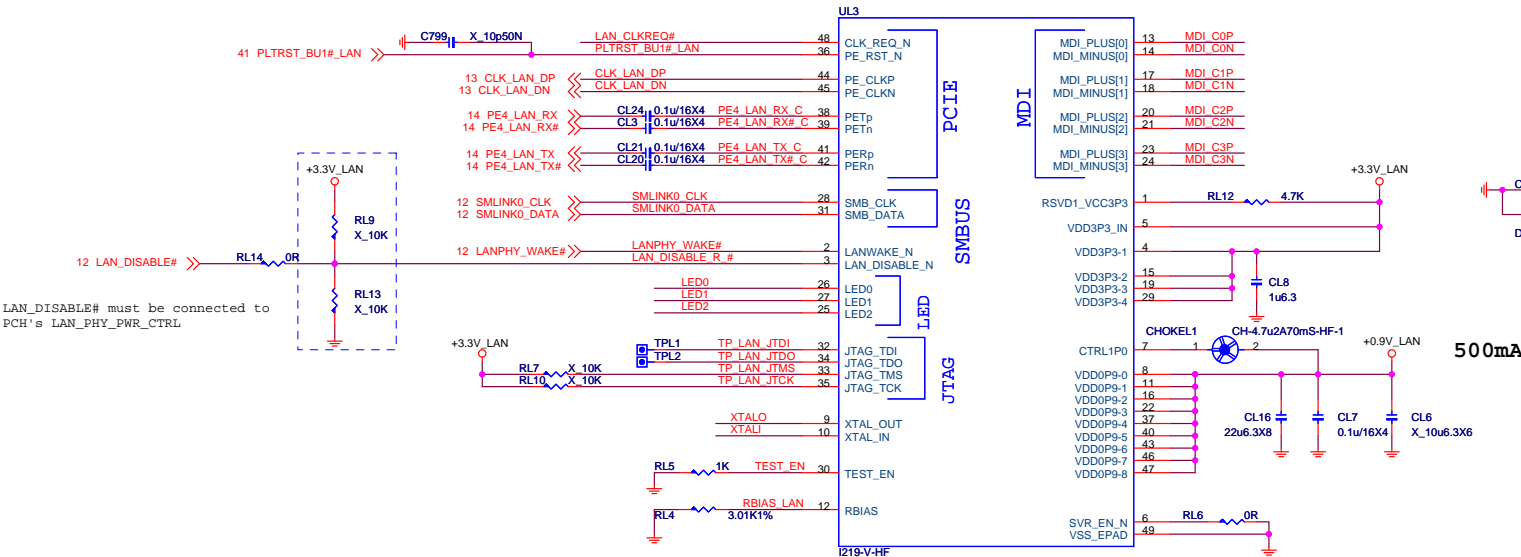 UL3
C799 X_10p50N LAN_CLKREQ# 48 CLK_REQ_N
41 PLTRST_BU1#_LAN PLTRST_BU1#_LAN 36 PE_RST_N
13 CLK_LAN_DP CLK_LAN_DP 44 PE_CLKP
13 CLK_LAN_DN CLK_LAN_DN 45 PE_CLKN
14 PE4_LAN_RX CL24 0.1u/16X4 PE4_LAN_RX_C 38 PETp
14 PE4_LAN_RX# CL3 0.1u/16X4 PE4_LAN_RX#_C 39 PETn
14 PE4_LAN_TX CL21 0.1u/16X4 PE4_LAN_TX_C 41 PERp
14 PE4_LAN_TX# CL20 0.1u/16X4 PE4_LAN_TX#_C 42 PERn
PCIE
12 SMLINK0_CLK SMLINK0_CLK 28 SMB_CLK
12 SMLINK0_DATA SMLINK0_DATA 31 SMB_DATA
SMBUS
+3.3V_LAN
RL9
X_10K
12 LANPHY_WAKE# LANPHY_WAKE# 2 LANWAKE_N
12 LAN_DISABLE# RL14 0R LAN_DISABLE_R_# 3 LAN_DISABLE_N
RL13
X_10K
LAN_DISABLE# must be connected to
PCH's LAN_PHY_PWR_CTRL
LED0 26 LED0
LED1 27 LED1
LED2 25 LED2
LED
+3.3V_LAN
TPL1 TP_LAN_JTDI 32 JTAG_TDI
TPL2 TP_LAN_JTDO 34 JTAG_TDO
RL7 X_10K TP_LAN_JTMS 33 JTAG_TMS
RL10 X_10K TP_LAN_JTCK 35 JTAG_TCK
JTAG
XTALO 9 XTAL_OUT
XTALI 10 XTAL_IN
RL5 1K TEST_EN 30 TEST_EN
RL4 3.01K1% RBIAS_LAN 12 RBIAS
I219-V-HF
MDI
MDI_PLUS[0] 13 MDI_C0P
MDI_MINUS[0] 14 MDI_C0N
MDI_PLUS[1] 17 MDI_C1P
MDI_MINUS[1] 18 MDI_C1N
MDI_PLUS[2] 20 MDI_C2P
MDI_MINUS[2] 21 MDI_C2N
MDI_PLUS[3] 23 MDI_C3P
MDI_MINUS[3] 24 MDI_C3N
+3.3V_LAN
RSVD1_VCC3P3 1 RL12 4.7K
VDD3P3_IN 5
VDD3P3-1 4
VDD3P3-2 15
VDD3P3-3 19
VDD3P3-4 29
CL8
1u6.3
CHOKEL1 CH-4.7u2A70mS-HF-1
CTRL1P0 7 1 2
+0.9V_LAN
500mA
VDD0P9-0 8
VDD0P9-1 11
VDD0P9-2 16
VDD0P9-3 22
VDD0P9-4 37
VDD0P9-5 40
VDD0P9-6 43
VDD0P9-7 46
VDD0P9-8 47
CL16 CL7 CL6
22u6.3X8 0.1u/16X4 X_10u6.3X6
SVR_EN_N 6 RL6 0R
VSS_EPAD 49